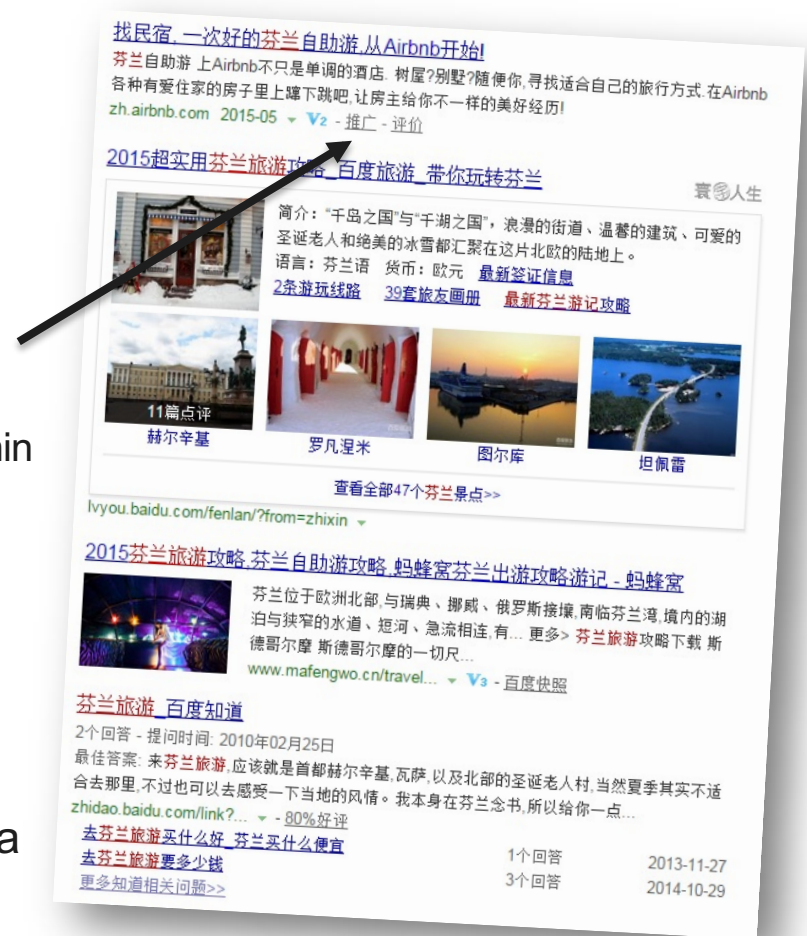 找民宿,一次好的芬兰自助游,从Airbnb开始!
芬兰自助游 上Airbnb不只是单调的酒店. 树屋?别墅?随便你,寻找适合自己的旅行方式.在Airbnb
各种有爱住家的房子里上蹿下跳吧,让房主给你不一样的美好经历!
zh.airbnb.com 2015-05 V2 - 推广 - 评价
2015超实用芬兰旅游攻略_百度旅游_带你玩转芬兰
人生
简介:“千岛之国”与“千湖之国”,浪漫的街道、温馨的建筑、可爱的
圣诞老人和绝美的冰雪都汇聚在这片北欧的陆地上。
语言:芬兰语 货币:欧元 最新签证信息
2条游玩线路 39套旅友画册 最新芬兰游记攻略
11篇点评
赫尔辛基 罗凡涅米 图尔库 坦佩雷
查看全部47个芬兰景点>>
lvyou.baidu.com/fenlan/?from=zhixin
in
2015芬兰旅游攻略,芬兰自助游攻略,蚂蜂窝芬兰出游攻略游记 - 蚂蜂窝
芬兰位于欧洲北部,与瑞典、挪威、俄罗斯接壤,南临芬兰湾,境内的湖
泊与狭窄的水道、短河、急流相连,有... 更多> 芬兰旅游攻略下载 斯
德哥尔摩 斯德哥尔摩的一切尺...
www.mafengwo.cn/travel... V3 - 百度快照
芬兰旅游_百度知道
2个回答 - 提问时间: 2010年02月25日
最佳答案: 来芬兰旅游,应该就是首都赫尔辛基,瓦萨,以及北部的圣诞老人村,当然夏季其实不适
合去那里,不过也可以去感受一下当地的风情。我本身在芬兰念书,所以给你一点...
zhidao.baidu.com/link?... - 80%好评
a
去芬兰旅游买什么好_芬兰买什么便宜 1个回答 2013-11-27
去芬兰旅游要多少钱 3个回答 2014-10-29
更多知道相关问题>>